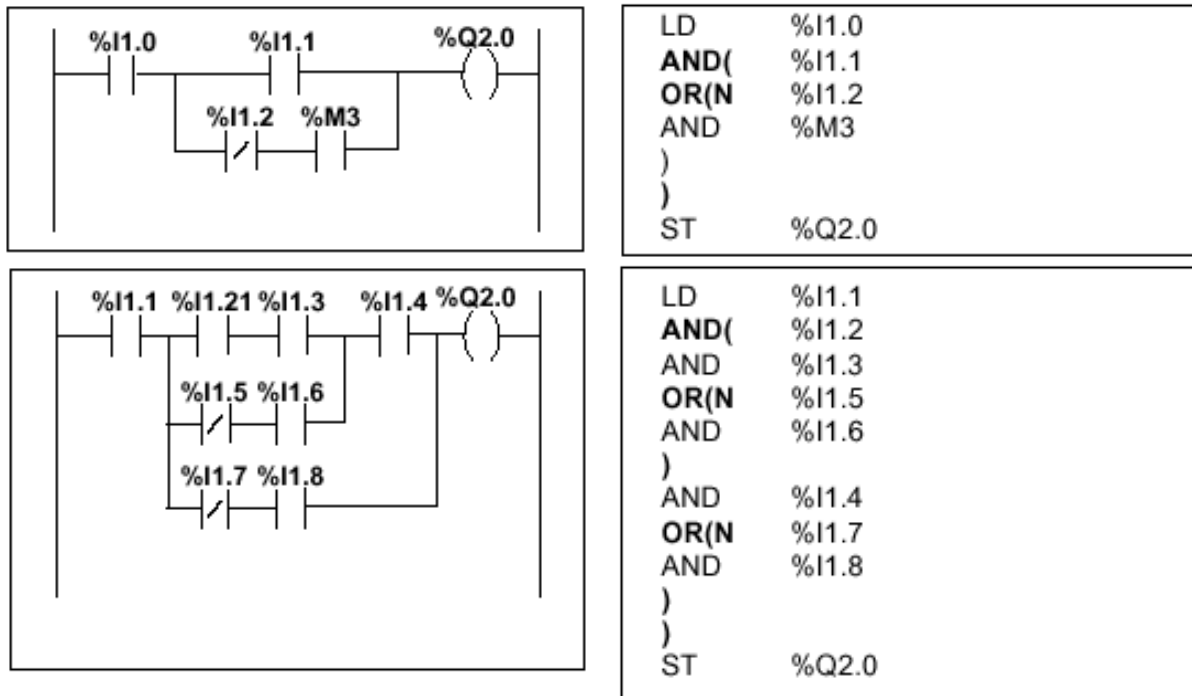 %I1.0 %I1.1 %Q2.0
%I1.2 %M3
LD %I1.0
AND( %I1.1
OR(N %I1.2
AND %M3
)
)
ST %Q2.0
%I1.1 %I1.21 %I1.3 %I1.4 %Q2.0
%I1.5 %I1.6
%I1.7 %I1.8
LD %I1.1
AND( %I1.2
AND %I1.3
OR(N %I1.5
AND %I1.6
)
AND %I1.4
OR(N %I1.7
AND %I1.8
)
)
ST %Q2.0